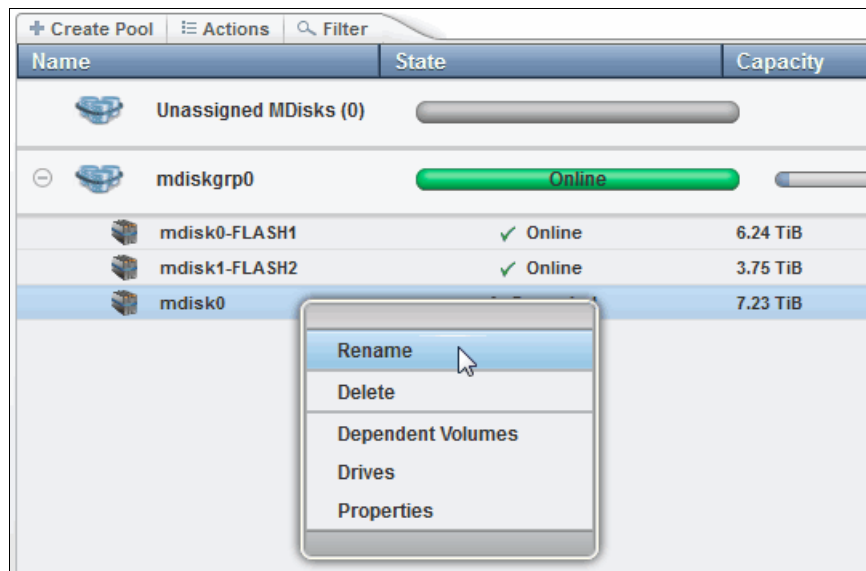 Create Pool Actions Filter
Name State Capacity
Unassigned MDisks (0)
mdiskgrp0 Online
mdisk0-FLASH1 Online 6.24 TiB
mdisk1-FLASH2 Online 3.75 TiB
mdisk0 7.23 TiB
Rename
Delete
Dependent Volumes
Drives
Properties